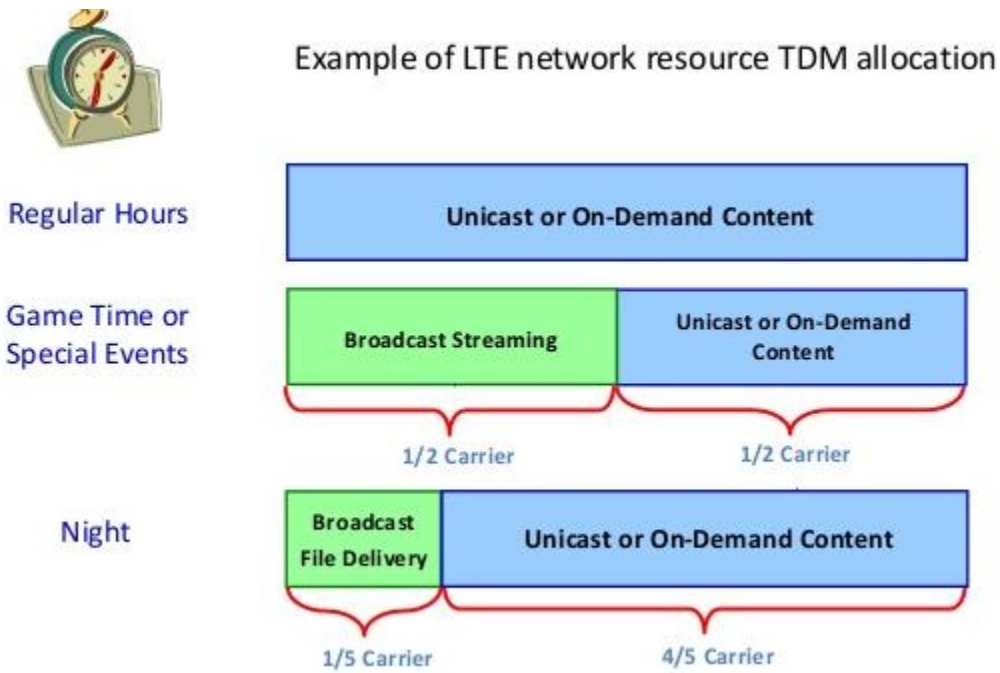 Example of LTE network resource TDM allocation
Regular Hours
Unicast or On-Demand Content
Game Time or
Special Events
Broadcast Streaming
Unicast or On-Demand
Content
1/2 Carrier
1/2 Carrier
Night
Broadcast
File Delivery
Unicast or On-Demand Content
1/5 Carrier
4/5 Carrier